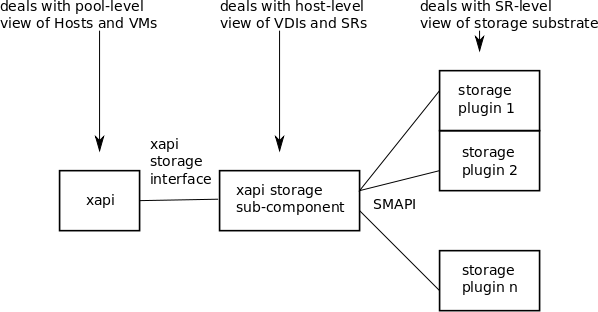 deals with pool-level
view of Hosts and VMs
deals with host-level
view of VDIs and SRs
deals with SR-level
view of storage substrate
xapi
xapi
storage
interface
xapi storage
sub-component
SMAPI
storage
plugin 1
storage
plugin 2
storage
plugin n